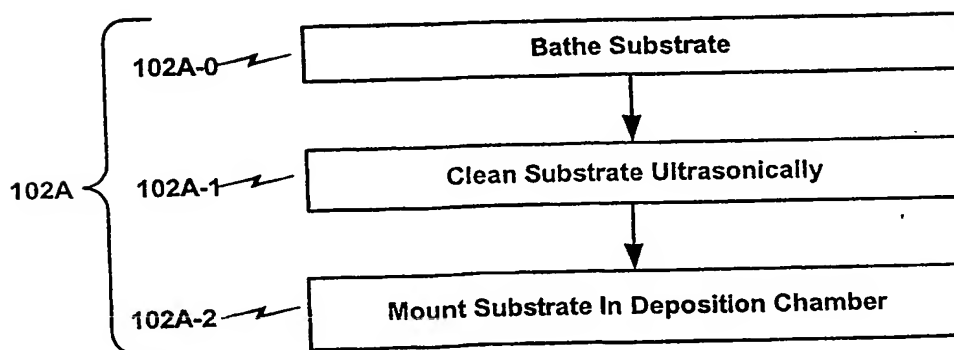 Bathe Substrate
102A-0
Clean Substrate Ultrasonically
102A
102A-1
Mount Substrate In Deposition Chamber
102A-2